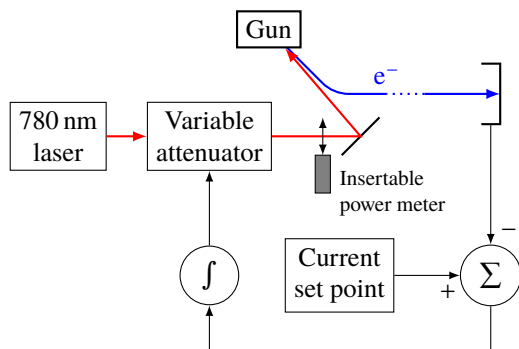 Gun
e⁻
780 nm
laser
Variable
attenuator
Insertable
power meter
−
∫
Current
set point
+
Σ